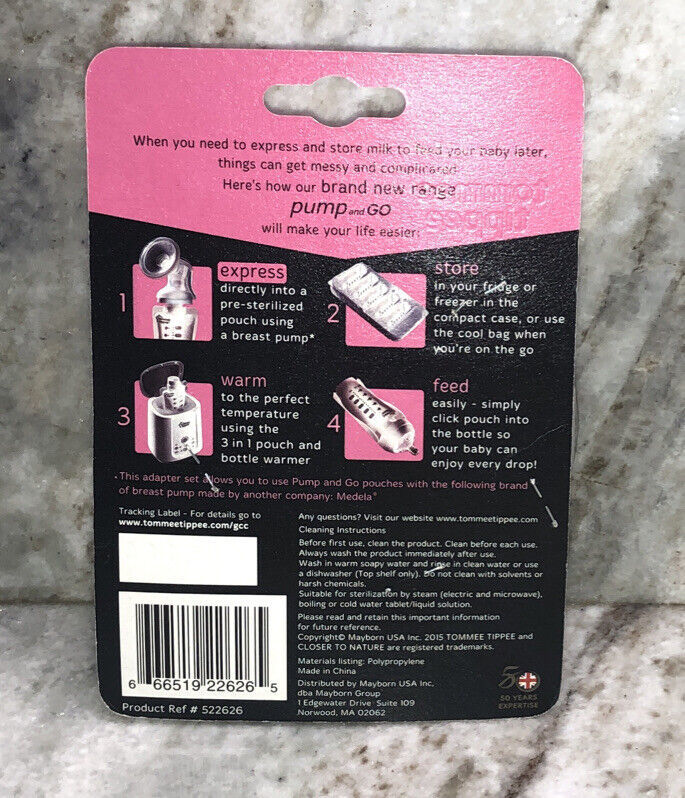 When you need to express and store milk to feed your baby later,
things can get messy and complicated.
Here's how our brand new range
pump and GO
will make your life easier:
1
express
directly into a
pre-sterilized
pouch using
a breast pump*
2
store
in your fridge or
freezer in the
compact case, or use
the cool bag when
you're on the go
3
warm
to the perfect
temperature
using the
3 in 1 pouch and
bottle warmer
4
feed
easily - simply
click pouch into
the bottle so
your baby can
enjoy every drop!
*This adapter set allows you to use Pump and Go pouches with the following brand
of breast pump made by another company: Medela®
Tracking Label - For details go to
www.tommeetippee.com/gcc
Any questions? Visit our website www.tommeetippee.com
Cleaning Instructions
Before first use, clean the product. Clean before each use.
Always wash the product immediately after use.
Wash in warm soapy water and rinse in clean water or use
a dishwasher (Top shelf only). Do not clean with solvents or
harsh chemicals.
Suitable for sterilization by steam (electric and microwave),
boiling or cold water tablet/liquid solution.
Please read and retain this important information
for future reference.
Copyright© Mayborn USA Inc. 2015 TOMMEE TIPPEE and
CLOSER TO NATURE are registered trademarks.
Materials listing: Polypropylene
Made in China
Distributed by Mayborn USA Inc.
dba Mayborn Group
1 Edgewater Drive Suite 109
Norwood, MA 02062
6 66519 22626 5
Product Ref # 522626
50 YEARS
EXPERTISE